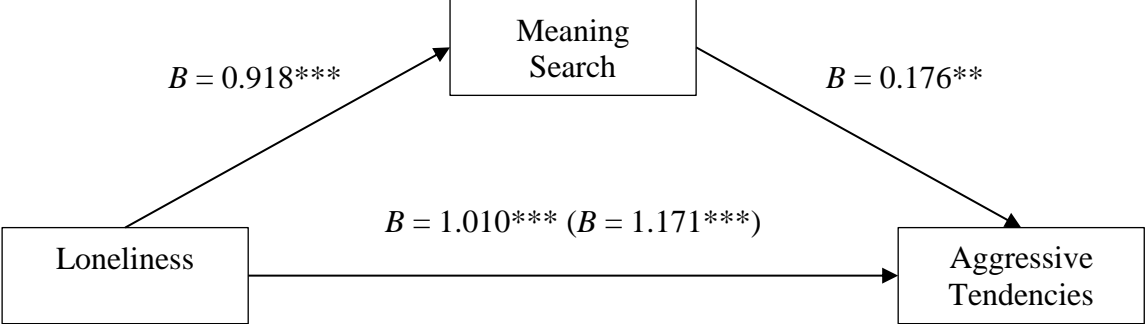 Meaning
Search
B = 0.918***
B = 0.176**
B = 1.010*** (B = 1.171***)
Loneliness
Aggressive
Tendencies